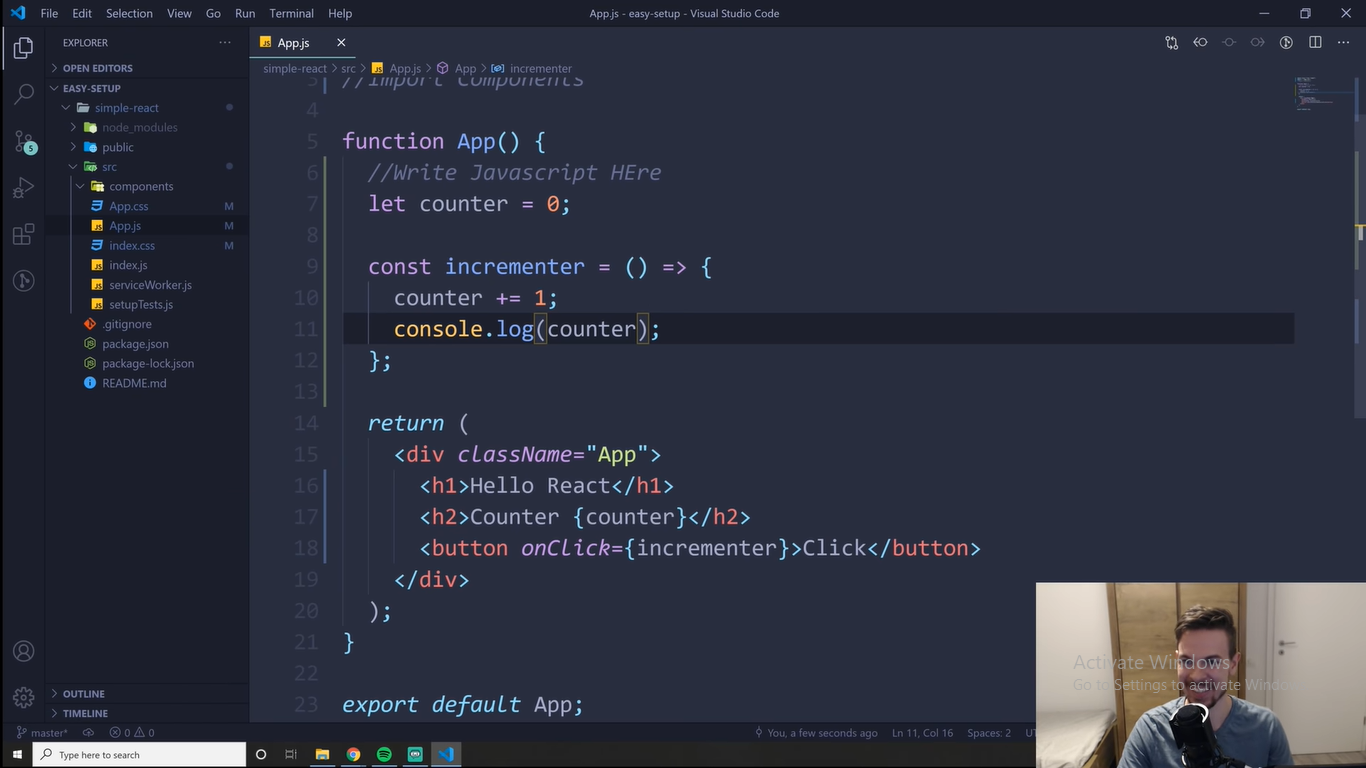 File Edit Selection View Go Run Terminal Help
App.js - easy-setup - Visual Studio Code
EXPLORER
App.js
OPEN EDITORS
simple-react > src > App.js > App > incrementer
EASY-SETUP
simple-react
node_modules
public
src
components
App.css M
App.js M
index.css M
index.js
serviceWorker.js
setupTests.js
.gitignore
package.json
package-lock.json
README.md
OUTLINE
TIMELINE
5
3 //Import Components
4
5 function App() {
6 //Write Javascript HEre
7 let counter = 0;
8
9 const incrementer = () => {
10 counter += 1;
11 console.log(counter);
12 };
13
14 return (
15 <div className="App">
16 <h1>Hello React</h1>
17 <h2>Counter {counter}</h2>
18 <button onClick={incrementer}>Click</button>
19 </div>
20 );
21 }
22
23 export default App;
Activate Windows
Go to Settings to activate
master* 0 0 You, a few seconds ago Ln 11, Col 16 Spaces: 2
Type here to search